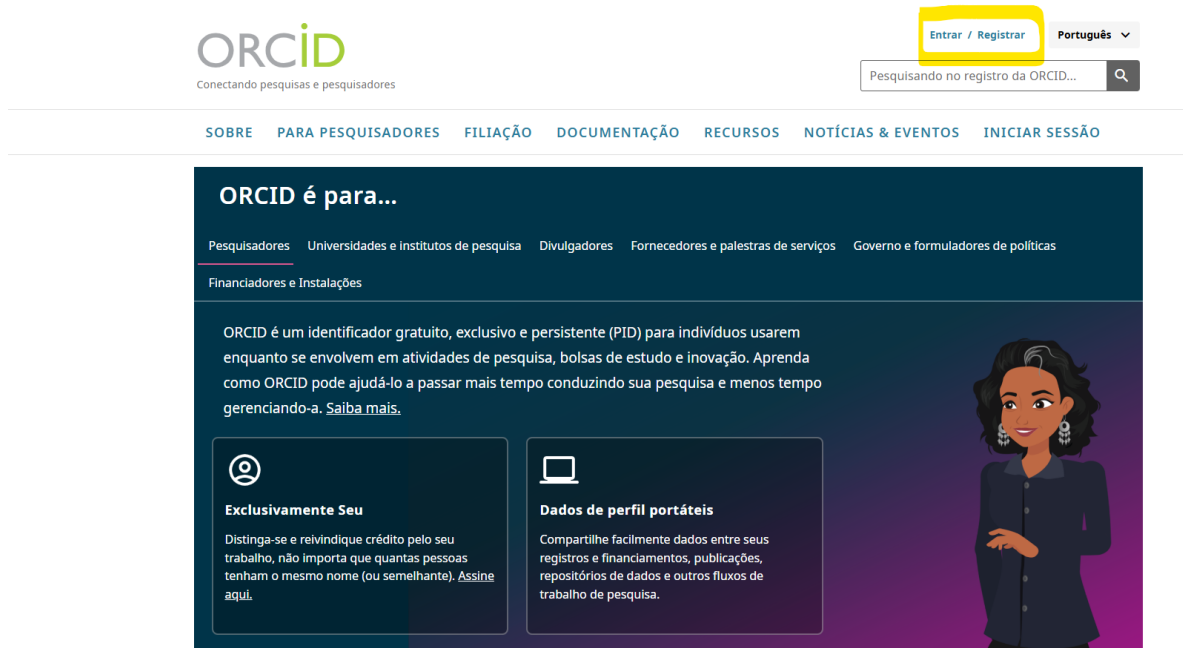 ORCID
Conectando pesquisas e pesquisadores
Entrar / Registrar
Português
Pesquisando no registro da ORCID...
SOBRE PARA PESQUISADORES FILIAÇÃO DOCUMENTAÇÃO RECURSOS NOTÍCIAS & EVENTOS INICIAR SESSÃO
ORCID é para...
Pesquisadores Universidades e institutos de pesquisa Divulgadores Fornecedores e palestras de serviços Governo e formuladores de políticas
Financiadores e Instalações
ORCID é um identificador gratuito, exclusivo e persistente (PID) para indivíduos usarem
enquanto se envolvem em atividades de pesquisa, bolsas de estudo e inovação. Aprenda
como ORCID pode ajudá-lo a passar mais tempo conduzindo sua pesquisa e menos tempo
gerenciando-a. Saiba mais.
Exclusivamente Seu
Distinga-se e reivindique crédito pelo seu
trabalho, não importa que quantas pessoas
tenham o mesmo nome (ou semelhante). Assine
aqui.
Dados de perfil portáteis
Compartilhe facilmente dados entre seus
registros e financiamentos, publicações,
repositórios de dados e outros fluxos de
trabalho de pesquisa.